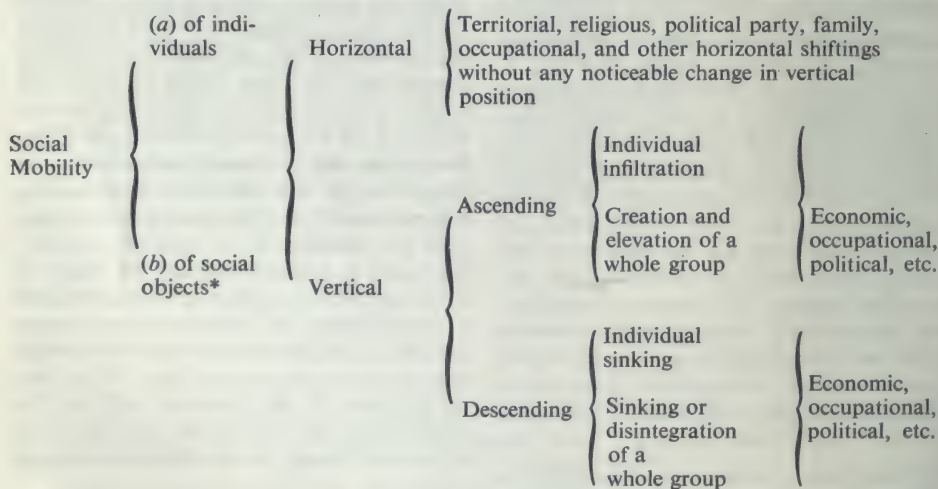 Social
Mobility
(a) of indi-
viduals
(b) of social
objects*
Horizontal
Vertical
Territorial, religious, political party, family,
occupational, and other horizontal shiftings
without any noticeable change in vertical
position
Ascending
Individual
infiltration
Creation and
elevation of a
whole group
Economic,
occupational,
political, etc.
Descending
Individual
sinking
Sinking or
disintegration
of a
whole group
Economic,
occupational,
political, etc.